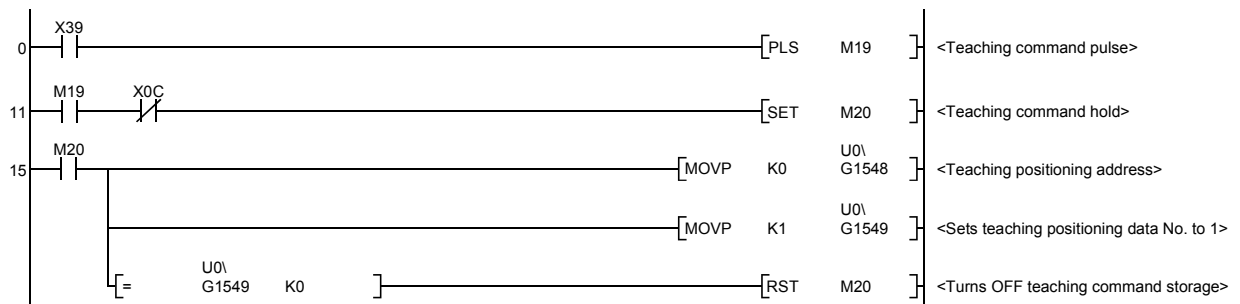 X39
0 PLS M19 <Teaching command pulse>
M19 X0C
11 SET M20 <Teaching command hold>
M20 U0\
15 MOVP K0 G1548 <Teaching positioning address>
U0\
MOVP K1 G1549 <Sets teaching positioning data No. to 1>
U0\
= G1549 K0 RST M20 <Turns OFF teaching command storage>